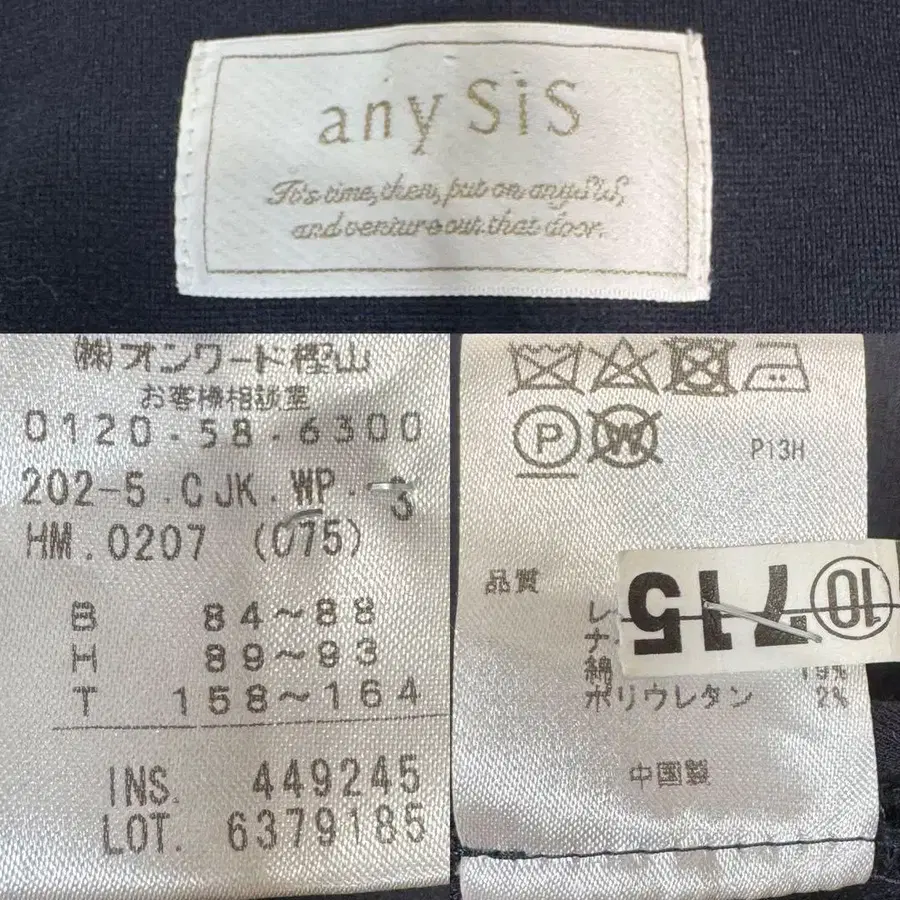 any SiS
It's time, then, put on anySiS,
and venture out that door.
㈱オンワード樫山
お客様相談室
0120-58-6300
202-5.CJK.WP.3
HM.0207 (075)
B 84~88
H 89~93
T 158~164
INS. 449245
LOT. 6379185
P
W
P13H
品質
715 ⑩
レ
ナ
綿 19%
ポリウレタン 2%
中国製